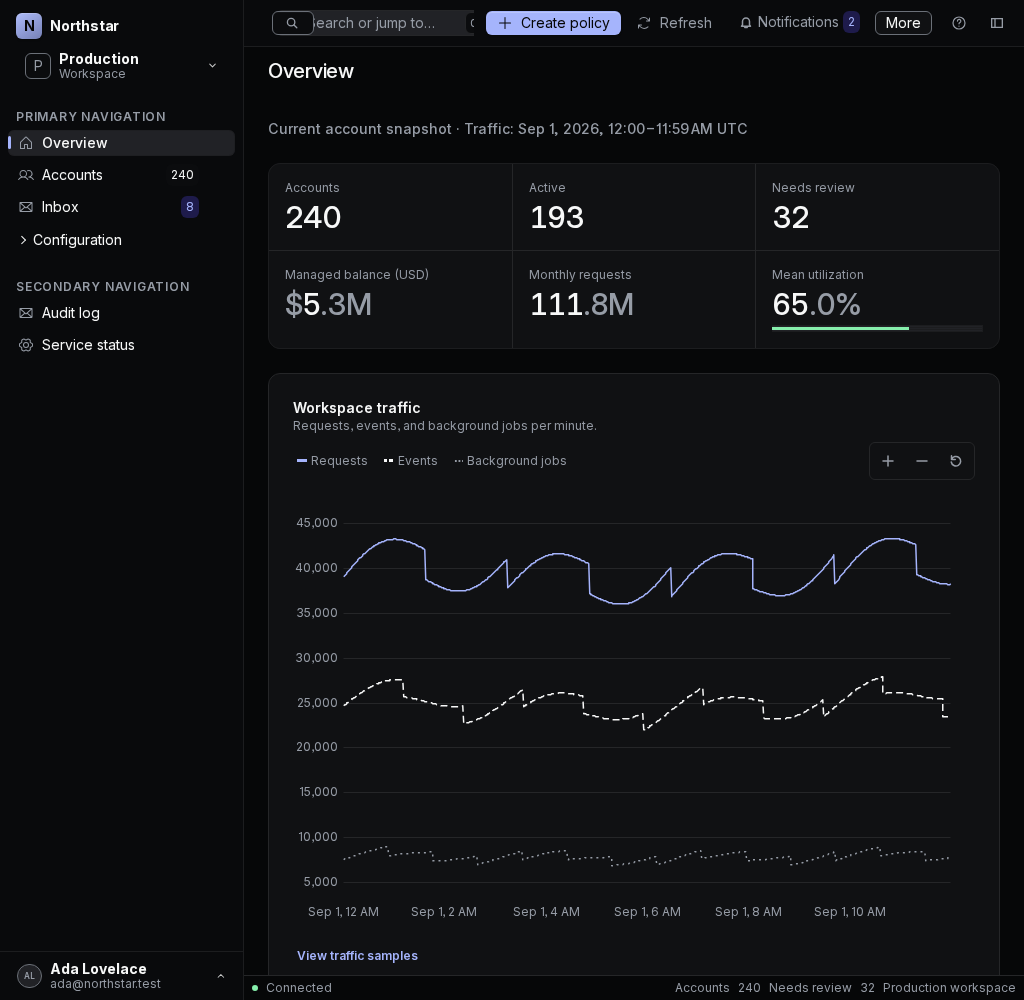 N Northstar
P Production
Workspace
PRIMARY NAVIGATION
Overview
Accounts 240
Inbox 8
Configuration
SECONDARY NAVIGATION
Audit log
Service status
AL Ada Lovelace
ada@northstar.test
Search or jump to…
Create policy
Refresh
Notifications 2
More
Overview
Current account snapshot · Traffic: Sep 1, 2026, 12:00–11:59 AM UTC
Accounts
240
Active
193
Needs review
32
Managed balance (USD)
$5.3M
Monthly requests
111.8M
Mean utilization
65.0%
Workspace traffic
Requests, events, and background jobs per minute.
Requests Events Background jobs
45,000
40,000
35,000
30,000
25,000
20,000
15,000
10,000
5,000
Sep 1, 12 AM Sep 1, 2 AM Sep 1, 4 AM Sep 1, 6 AM Sep 1, 8 AM Sep 1, 10 AM
View traffic samples
Connected
Accounts 240 Needs review 32 Production workspace